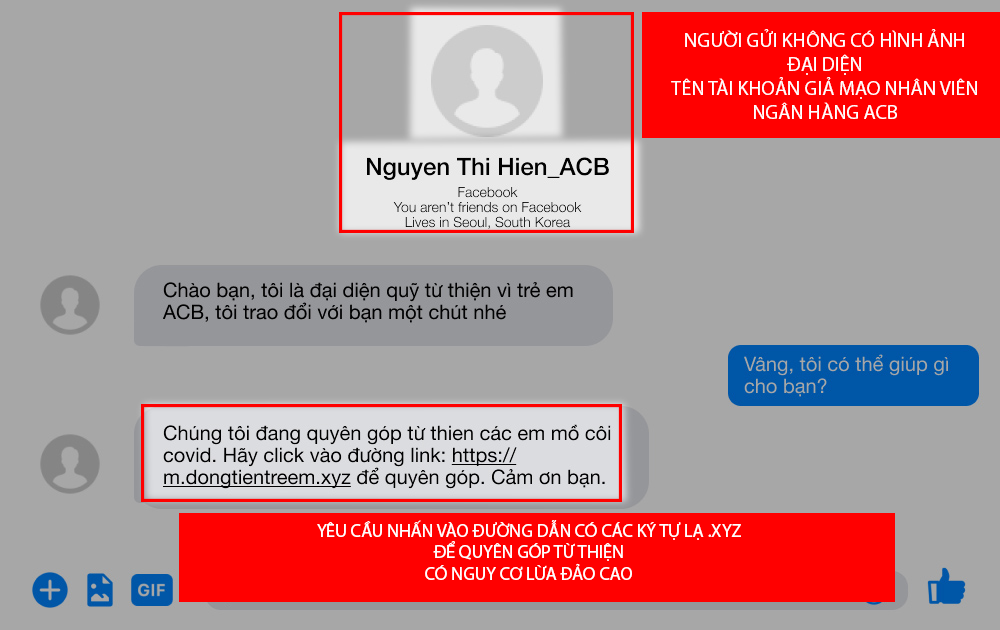 NGƯỜI GỬI KHÔNG CÓ HÌNH ẢNH
ĐẠI DIỆN
TÊN TÀI KHOẢN GIẢ MẠO NHÂN VIÊN
NGÂN HÀNG ACB
Nguyen Thi Hien_ACB
Facebook
You aren't friends on Facebook
Lives in Seoul, South Korea
Chào bạn, tôi là đại diện quỹ từ thiện vì trẻ em
ACB, tôi trao đổi với bạn một chút nhé
Vâng, tôi có thể giúp gì
cho bạn?
Chúng tôi đang quyên góp từ thien các em mồ côi
covid. Hãy click vào đường link: https://
m.dongtientreem.xyz để quyên góp. Cảm ơn bạn.
YÊU CẦU NHẤN VÀO ĐƯỜNG DẪN CÓ CÁC KÝ TỰ LẠ .XYZ
ĐỂ QUYÊN GÓP TỪ THIỆN
CÓ NGUY CƠ LỪA ĐẢO CAO
GIF